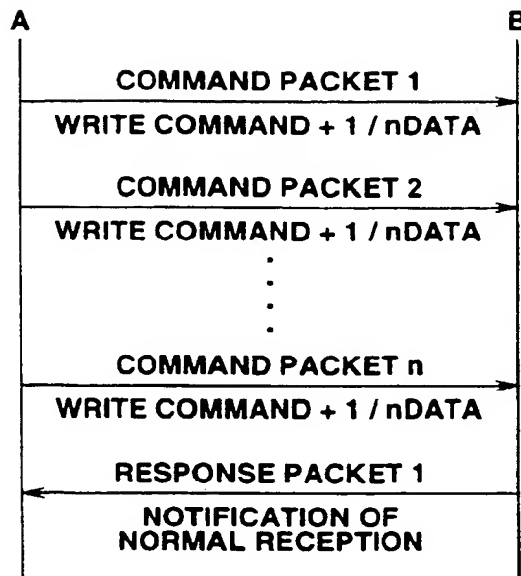 A B
COMMAND PACKET 1
WRITE COMMAND + 1 / nDATA
COMMAND PACKET 2
WRITE COMMAND + 1 / nDATA
COMMAND PACKET n
WRITE COMMAND + 1 / nDATA
RESPONSE PACKET 1
NOTIFICATION OF
NORMAL RECEPTION